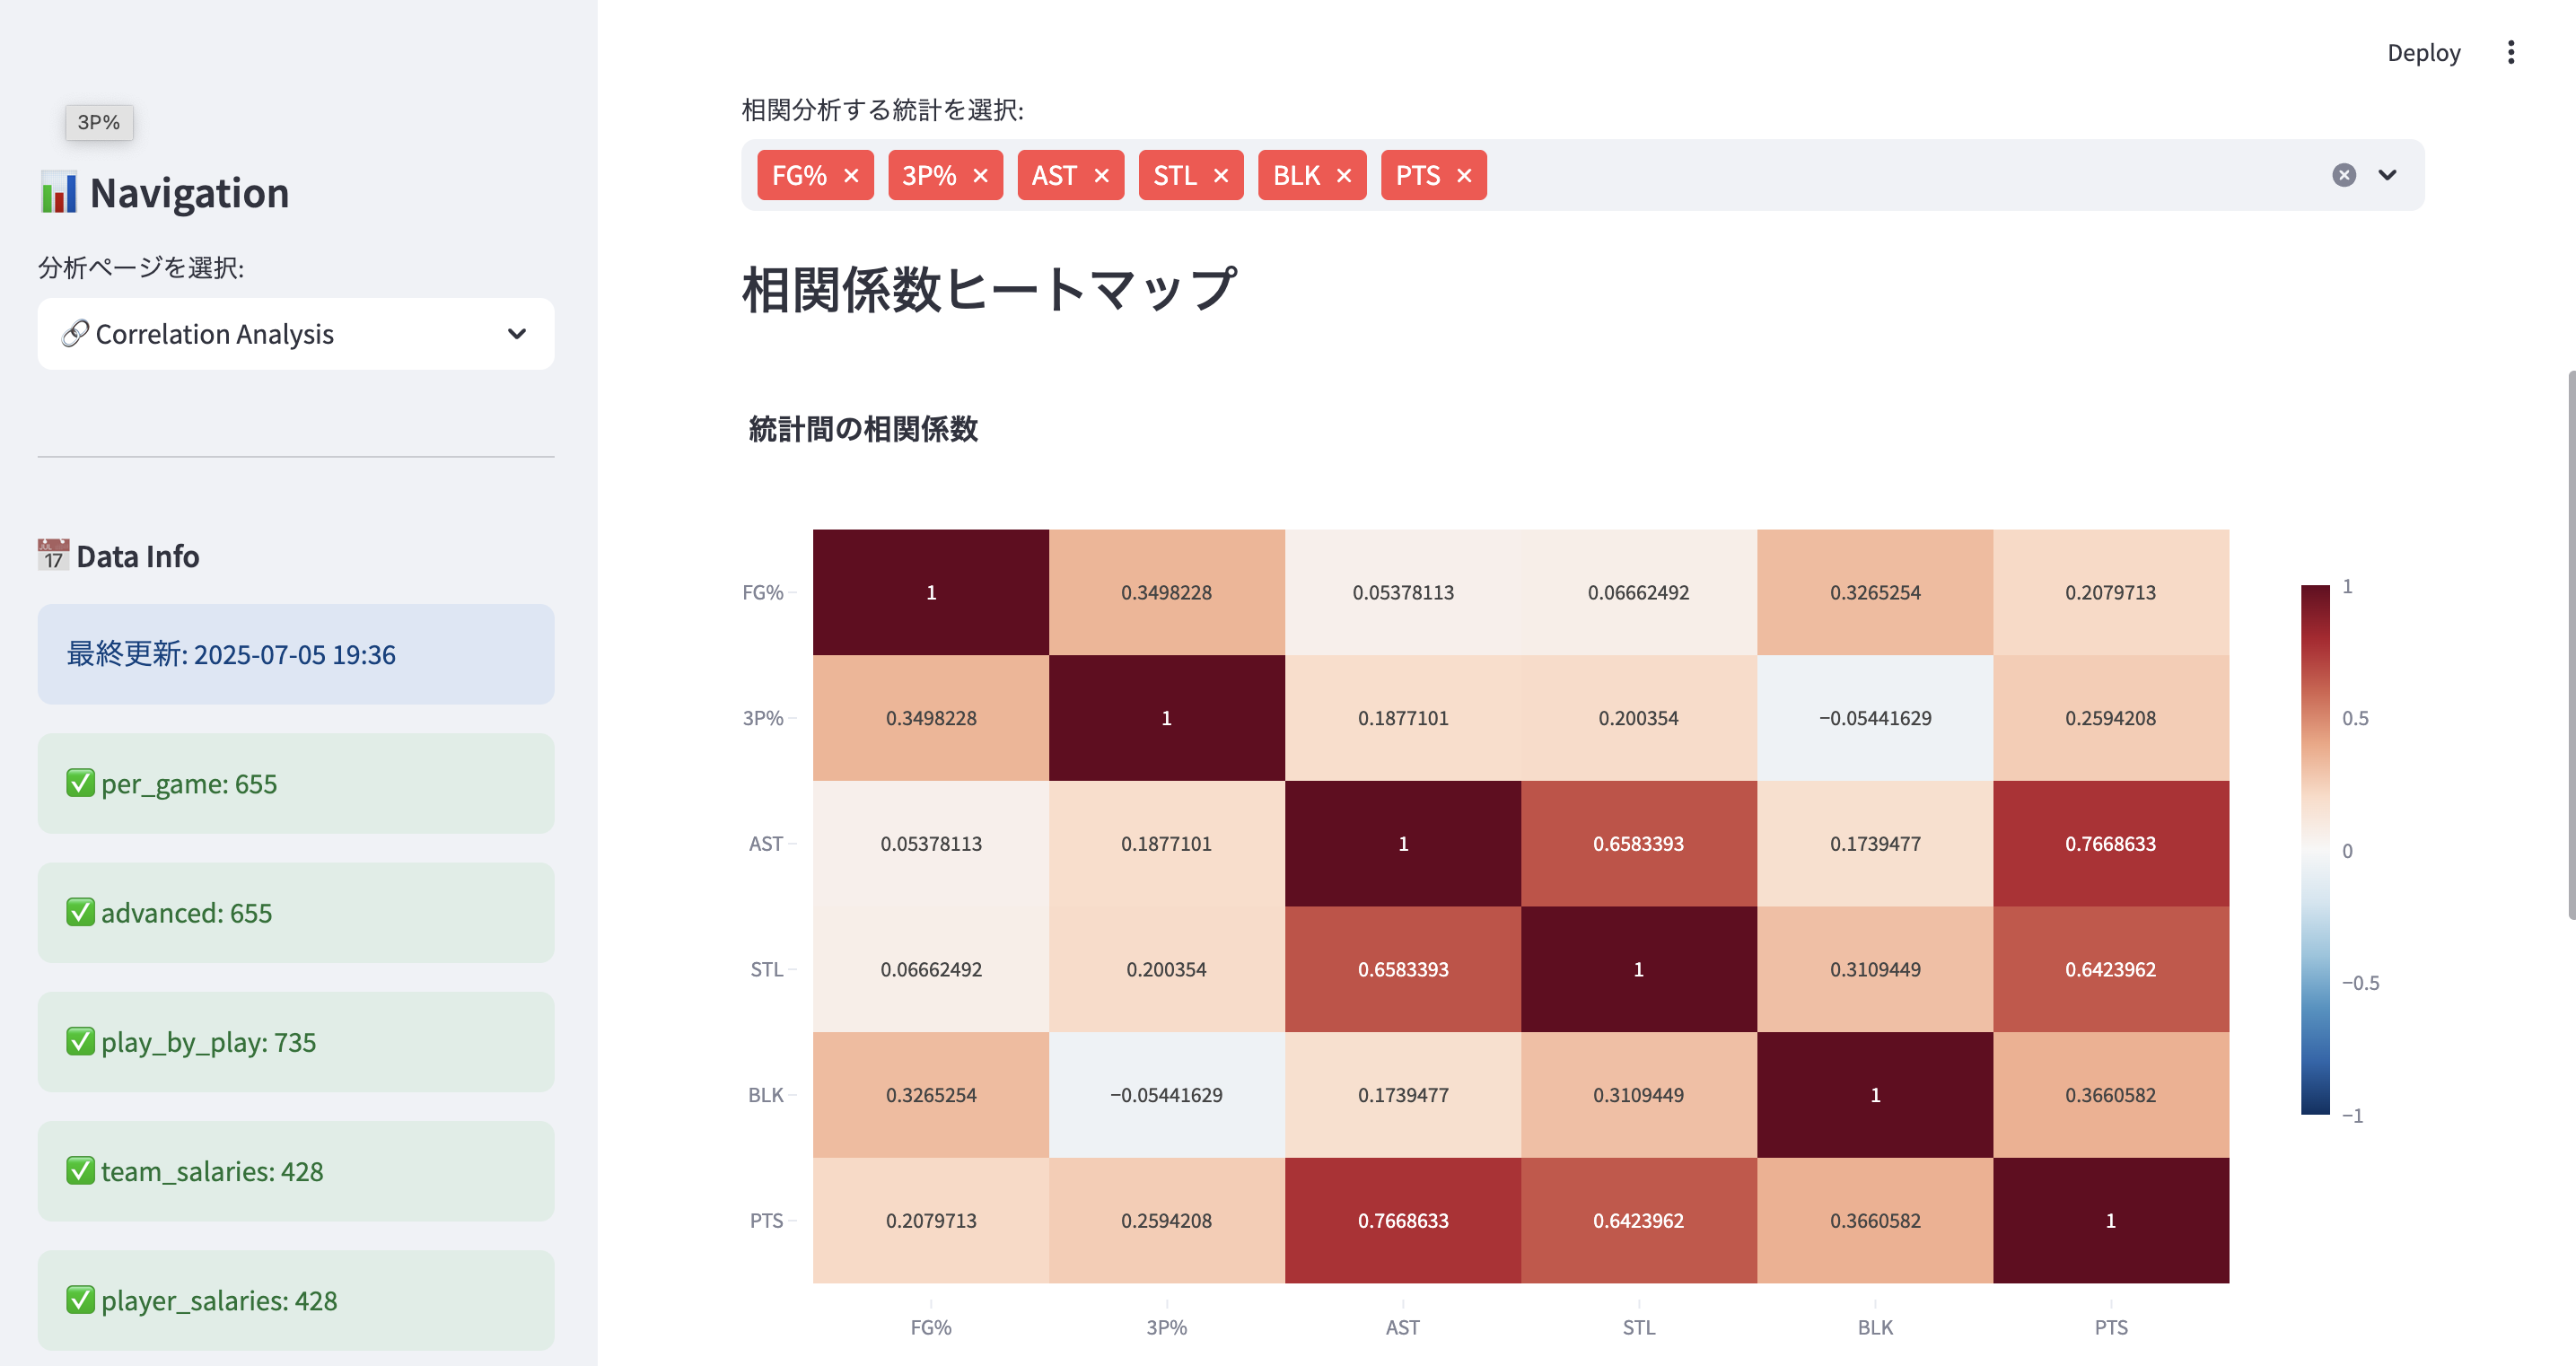 3P%
📊 Navigation
分析ページを選択:
🔗 Correlation Analysis
📅 Data Info
最終更新: 2025-07-05 19:36
✅ per_game: 655
✅ advanced: 655
✅ play_by_play: 735
✅ team_salaries: 428
✅ player_salaries: 428
Deploy
相関分析する統計を選択:
FG% × 3P% × AST × STL × BLK × PTS ×
相関係数ヒートマップ
統計間の相関係数
FG% 1 0.3498228 0.05378113 0.06662492 0.3265254 0.2079713
3P% 0.3498228 1 0.1877101 0.200354 −0.05441629 0.2594208
AST 0.05378113 0.1877101 1 0.6583393 0.1739477 0.7668633
STL 0.06662492 0.200354 0.6583393 1 0.3109449 0.6423962
BLK 0.3265254 −0.05441629 0.1739477 0.3109449 1 0.3660582
PTS 0.2079713 0.2594208 0.7668633 0.6423962 0.3660582 1
FG% 3P% AST STL BLK PTS
1
0.5
0
−0.5
−1